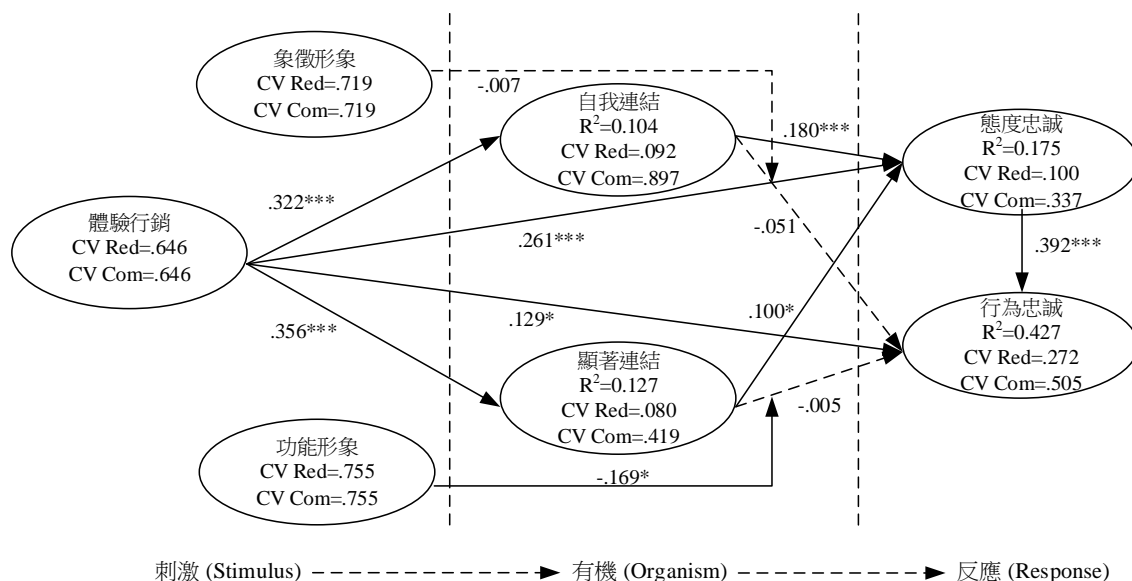 象徵形象
CV Red=.719
CV Com=.719
-.007
自我連結
R²=0.104
CV Red=.092
CV Com=.897
.180***
態度忠誠
R²=0.175
CV Red=.100
CV Com=.337
.322***
體驗行銷
CV Red=.646
CV Com=.646
.261***
-.051
.392***
.356***
.129*
.100*
行為忠誠
R²=0.427
CV Red=.272
CV Com=.505
顯著連結
R²=0.127
CV Red=.080
CV Com=.419
-.005
功能形象
CV Red=.755
CV Com=.755
-.169*
刺激 (Stimulus) 有機 (Organism) 反應 (Response)